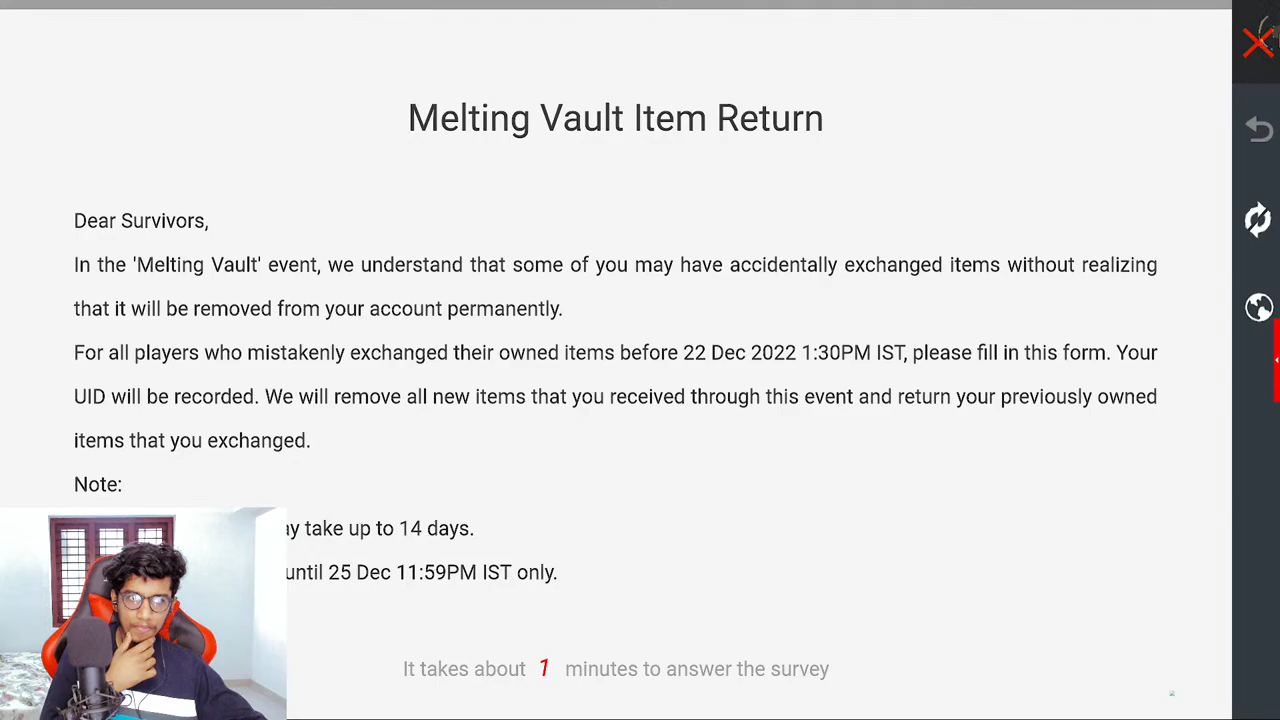 Melting Vault Item Return
Dear Survivors,
In the 'Melting Vault' event, we understand that some of you may have accidentally exchanged items without realizing
that it will be removed from your account permanently.
For all players who mistakenly exchanged their owned items before 22 Dec 2022 1:30PM IST, please fill in this form. Your
UID will be recorded. We will remove all new items that you received through this event and return your previously owned
items that you exchanged.
Note:
take up to 14 days.
until 25 Dec 11:59PM IST only.
It takes about 1 minutes to answer the survey